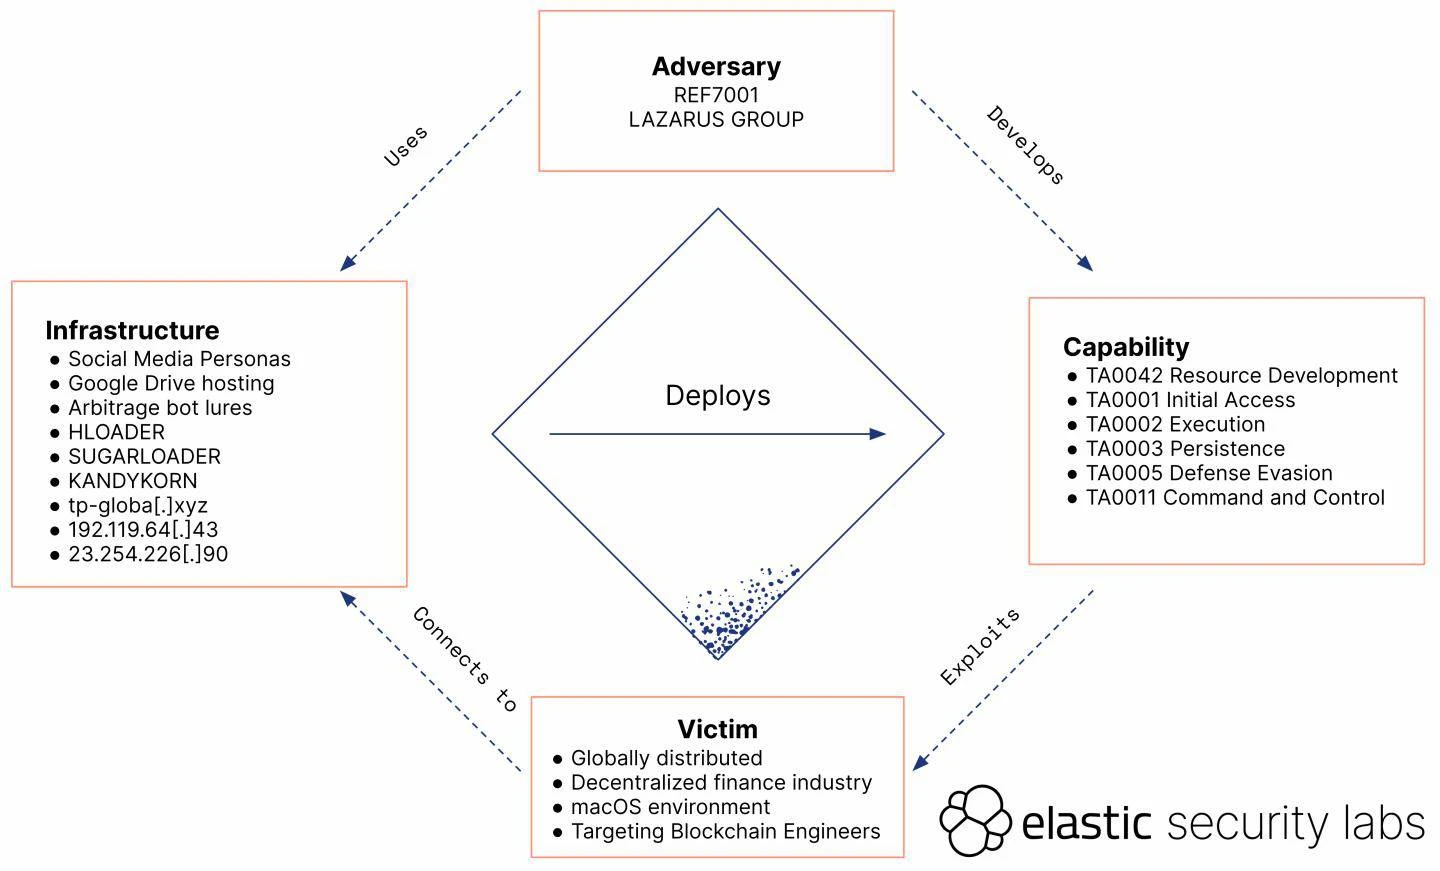 Adversary
REF7001
LAZARUS GROUP
Uses
Develops
Infrastructure
● Social Media Personas
● Google Drive hosting
● Arbitrage bot lures
● HLOADER
● SUGARLOADER
● KANDYKORN
● tp-globa[.]xyz
● 192.119.64[.]43
● 23.254.226[.]90
Deploys
Capability
● TA0042 Resource Development
● TA0001 Initial Access
● TA0002 Execution
● TA0003 Persistence
● TA0005 Defense Evasion
● TA0011 Command and Control
Connects to
Exploits
Victim
● Globally distributed
● Decentralized finance industry
● macOS environment
● Targeting Blockchain Engineers
elastic security labs